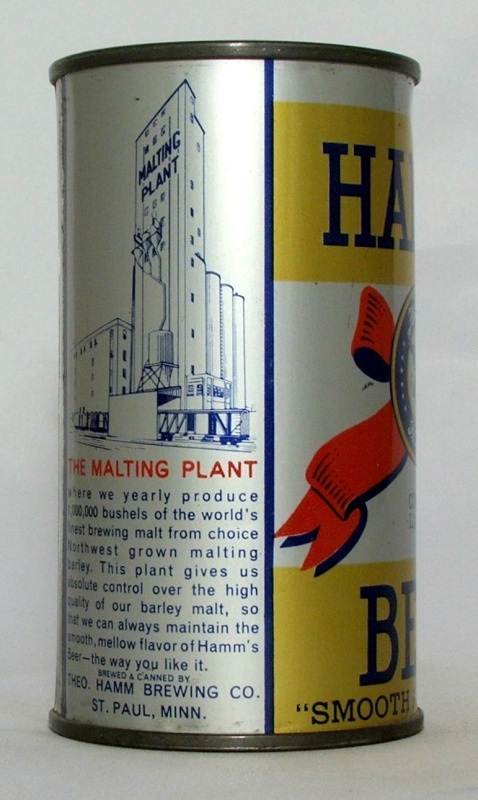 MALTING
PLANT
THE MALTING PLANT
where we yearly produce
1,000,000 bushels of the world's
finest brewing malt from choice
Northwest grown malting
barley. This plant gives us
absolute control over the high
quality of our barley malt, so
that we can always maintain the
smooth, mellow flavor of Hamm's
Beer—the way you like it.
BREWED & CANNED BY
THEO. HAMM BREWING CO.
ST. PAUL, MINN.
HA
BE
"SMOOTH